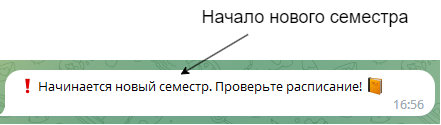 Начало нового семестра
❗ Начинается новый семестр. Проверьте расписание! 📙
16:56